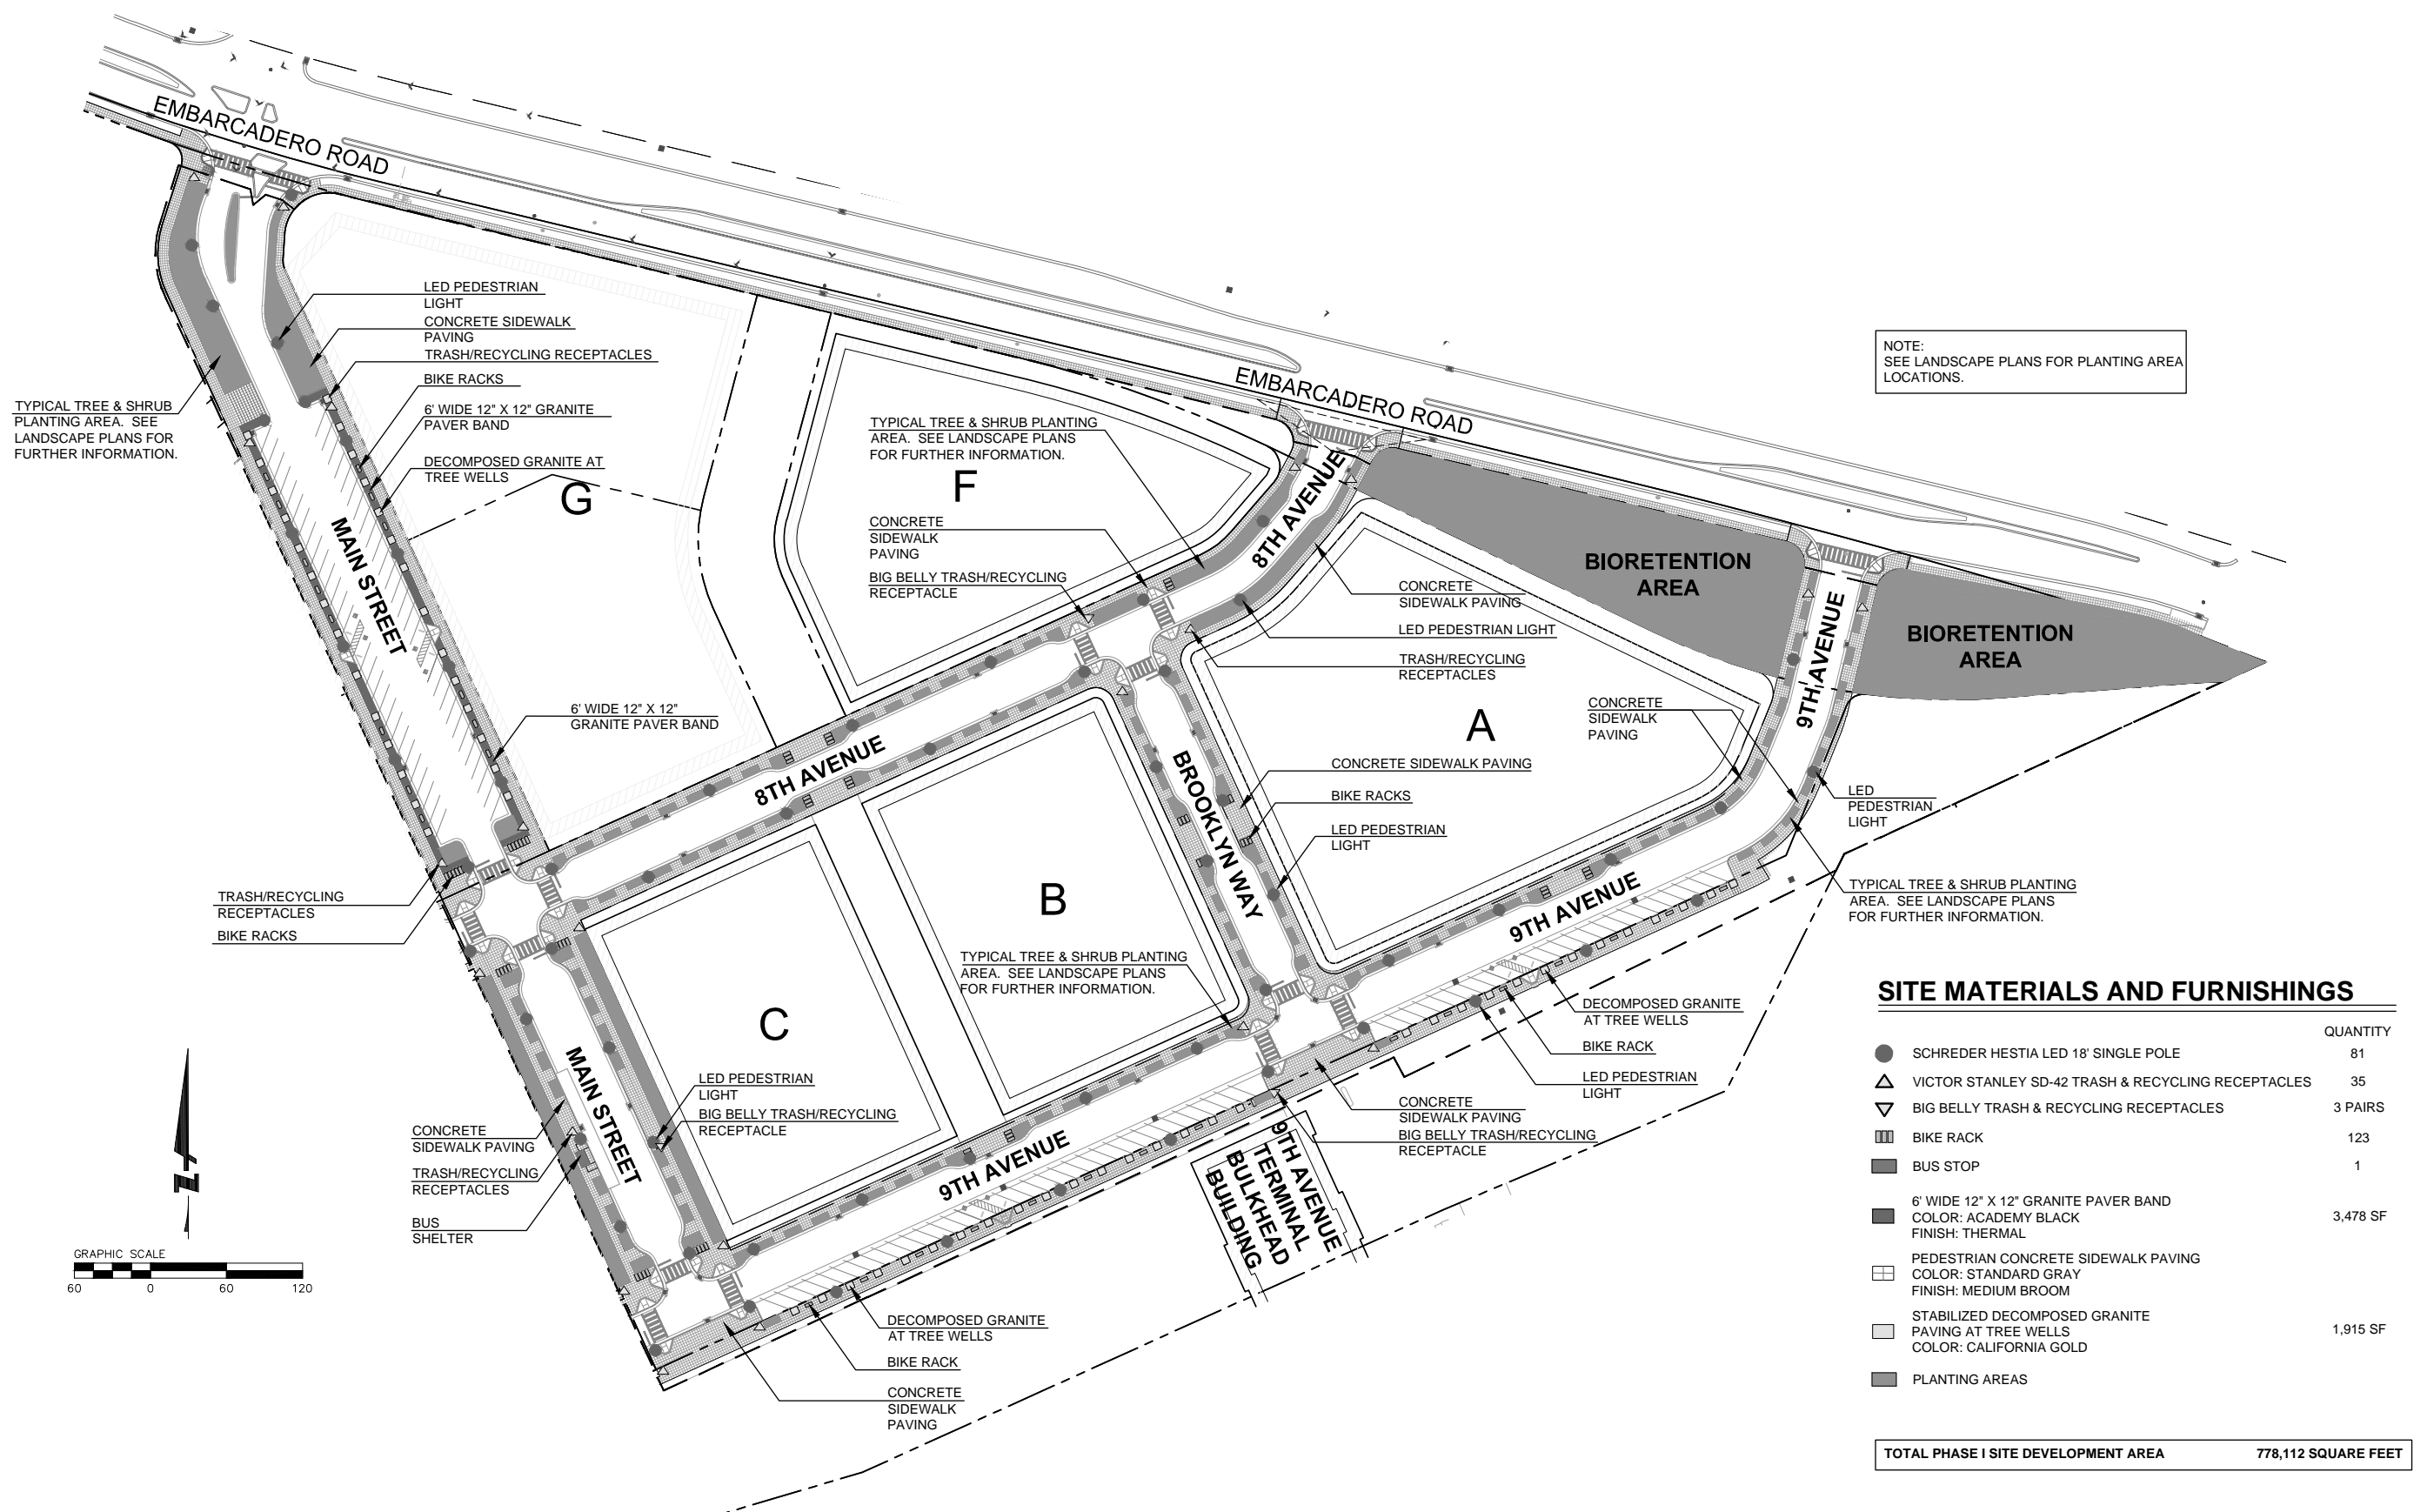 EMBARCADERO ROAD
LED PEDESTRIAN
LIGHT
CONCRETE SIDEWALK
PAVING
TRASH/RECYCLING RECEPTACLES
BIKE RACKS
6' WIDE 12" X 12" GRANITE
PAVER BAND
DECOMPOSED GRANITE AT
TREE WELLS
G
TYPICAL TREE & SHRUB
PLANTING AREA. SEE
LANDSCAPE PLANS FOR
FURTHER INFORMATION.
MAIN STREET
6' WIDE 12" X 12"
GRANITE PAVER BAND
TYPICAL TREE & SHRUB PLANTING
AREA. SEE LANDSCAPE PLANS
FOR FURTHER INFORMATION.
F
CONCRETE
SIDEWALK
PAVING
BIG BELLY TRASH/RECYCLING
RECEPTACLE
EMBARCADERO ROAD
8TH AVENUE
NOTE:
SEE LANDSCAPE PLANS FOR PLANTING AREA
LOCATIONS.
BIORETENTION
AREA
BIORETENTION
AREA
9TH AVENUE
CONCRETE
SIDEWALK PAVING
LED PEDESTRIAN LIGHT
TRASH/RECYCLING
RECEPTACLES
A
CONCRETE
SIDEWALK
PAVING
CONCRETE SIDEWALK PAVING
BIKE RACKS
LED PEDESTRIAN
LIGHT
LED
PEDESTRIAN
LIGHT
8TH AVENUE
BROOKLYN WAY
9TH AVENUE
TYPICAL TREE & SHRUB PLANTING
AREA. SEE LANDSCAPE PLANS
FOR FURTHER INFORMATION.
TRASH/RECYCLING
RECEPTACLES
BIKE RACKS
B
TYPICAL TREE & SHRUB PLANTING
AREA. SEE LANDSCAPE PLANS
FOR FURTHER INFORMATION.
C
MAIN STREET
LED PEDESTRIAN
LIGHT
BIG BELLY TRASH/RECYCLING
RECEPTACLE
CONCRETE
SIDEWALK PAVING
TRASH/RECYCLING
RECEPTACLES
BUS
SHELTER
9TH AVENUE
DECOMPOSED GRANITE
AT TREE WELLS
BIKE RACK
LED PEDESTRIAN
LIGHT
CONCRETE
SIDEWALK PAVING
BIG BELLY TRASH/RECYCLING
RECEPTACLE
9TH AVENUE
TERMINAL
BULKHEAD
BUILDING
DECOMPOSED GRANITE
AT TREE WELLS
BIKE RACK
CONCRETE
SIDEWALK
PAVING
Z
GRAPHIC SCALE
60 0 60 120
SITE MATERIALS AND FURNISHINGS
QUANTITY
SCHREDER HESTIA LED 18' SINGLE POLE 81
VICTOR STANLEY SD-42 TRASH & RECYCLING RECEPTACLES 35
BIG BELLY TRASH & RECYCLING RECEPTACLES 3 PAIRS
BIKE RACK 123
BUS STOP 1
6' WIDE 12" X 12" GRANITE PAVER BAND
COLOR: ACADEMY BLACK 3,478 SF
FINISH: THERMAL
PEDESTRIAN CONCRETE SIDEWALK PAVING
COLOR: STANDARD GRAY
FINISH: MEDIUM BROOM
STABILIZED DECOMPOSED GRANITE
PAVING AT TREE WELLS 1,915 SF
COLOR: CALIFORNIA GOLD
PLANTING AREAS
TOTAL PHASE I SITE DEVELOPMENT AREA 778,112 SQUARE FEET